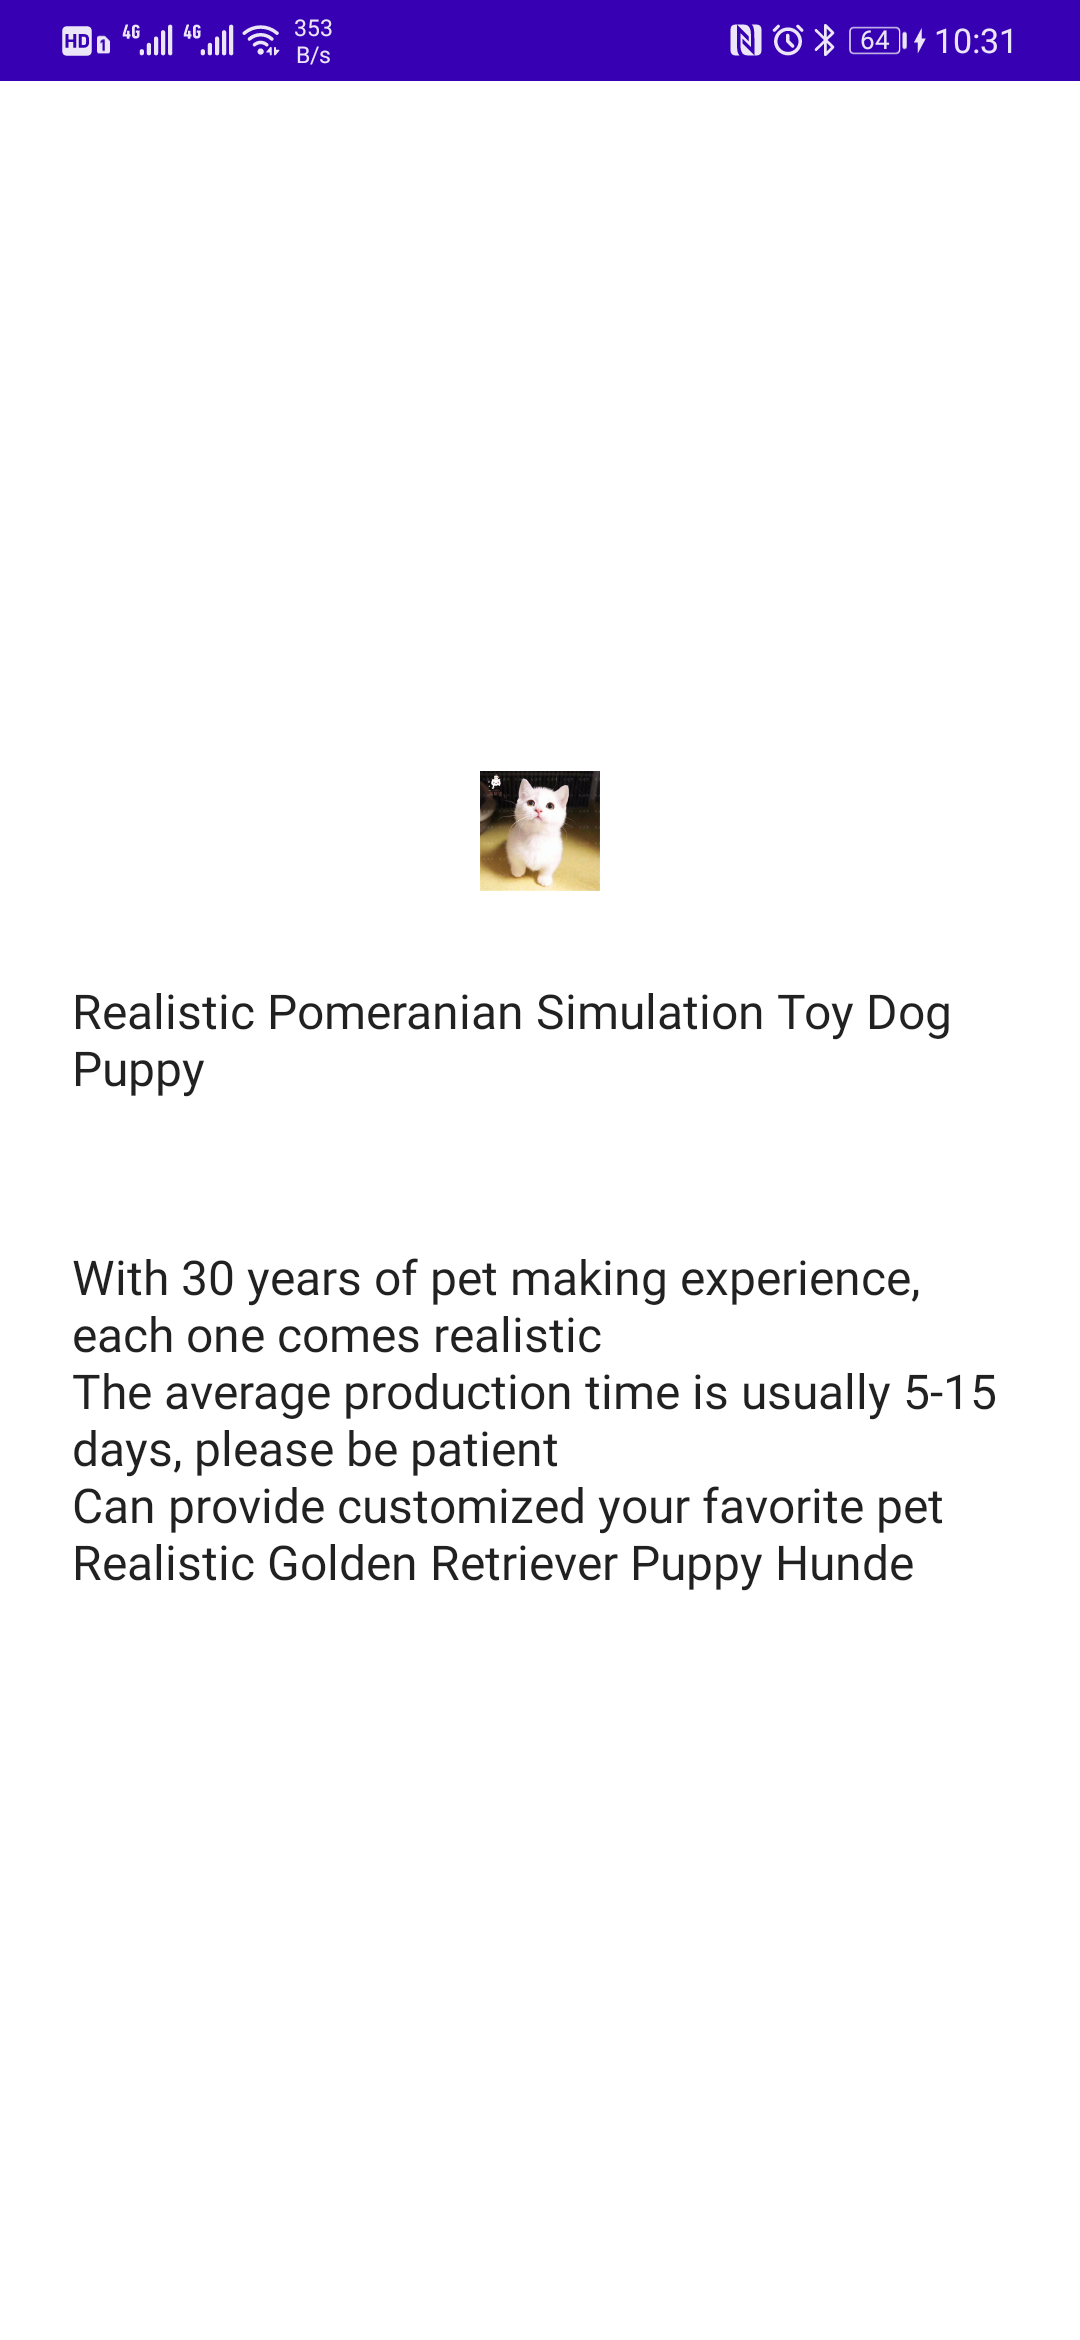 HD 1 4G 4G 353 B/s N 64 10:31
Realistic Pomeranian Simulation Toy Dog
Puppy
With 30 years of pet making experience,
each one comes realistic
The average production time is usually 5-15
days, please be patient
Can provide customized your favorite pet
Realistic Golden Retriever Puppy Hunde